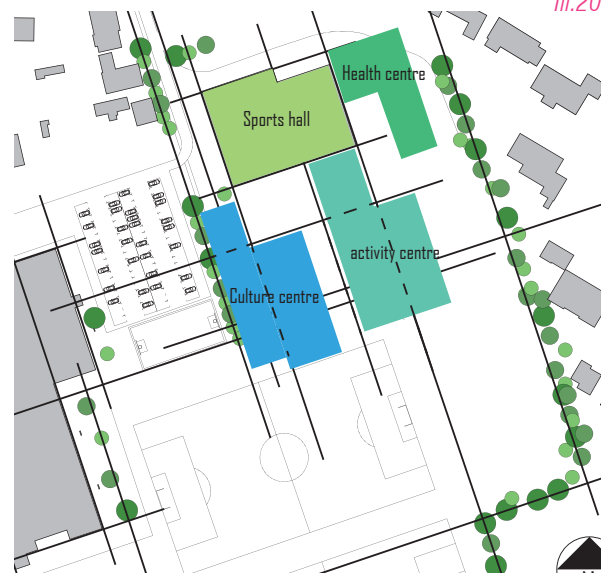 ill.20
Health centre
Sports hall
activity centre
Culture centre